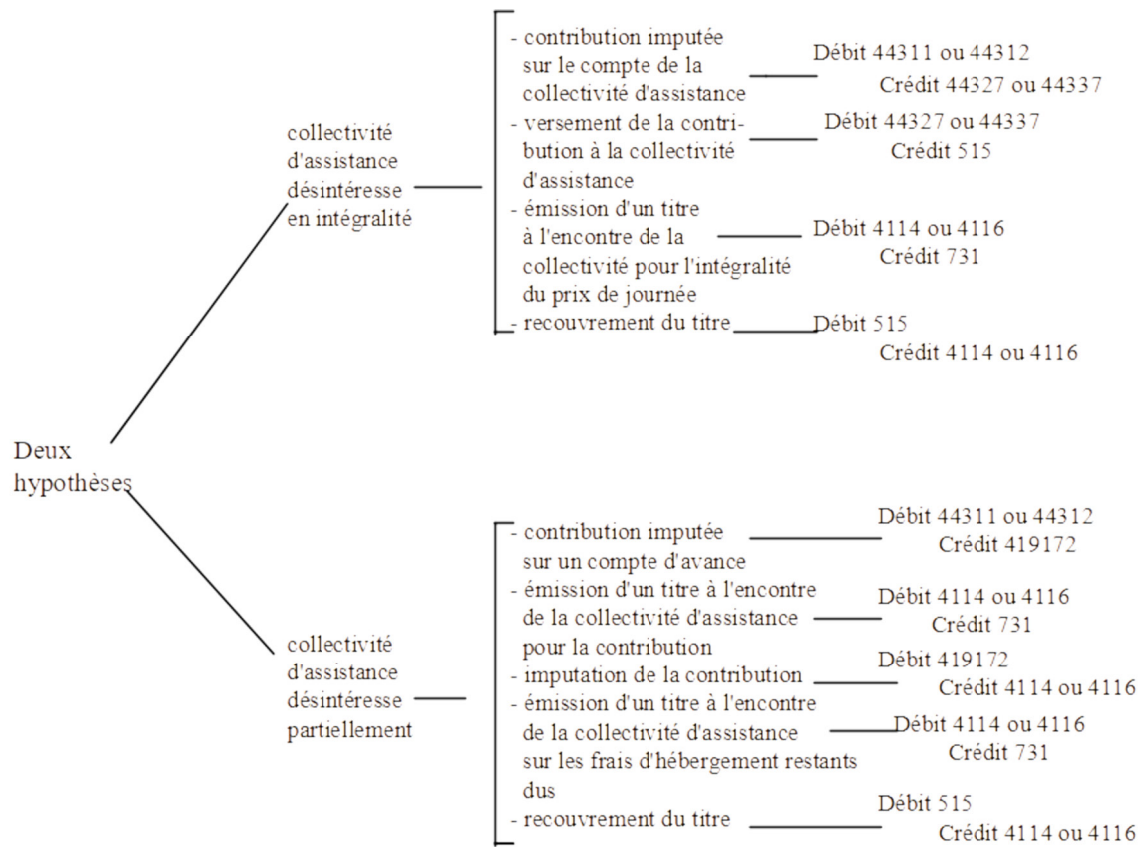 - contribution imputée
sur le compte de la
collectivité d'assistance
Débit 44311 ou 44312
Crédit 44327 ou 44337
- versement de la contri-
bution à la collectivité
d'assistance
Débit 44327 ou 44337
Crédit 515
collectivité
d'assistance
désintéresse
en intégralité
- émission d'un titre
à l'encontre de la
collectivité pour l'intégralité
du prix de journée
Débit 4114 ou 4116
Crédit 731
- recouvrement du titre
Débit 515
Crédit 4114 ou 4116
Deux
hypothèses
- contribution imputée
sur un compte d'avance
Débit 44311 ou 44312
Crédit 419172
- émission d'un titre à l'encontre
de la collectivité d'assistance
pour la contribution
Débit 4114 ou 4116
Crédit 731
collectivité
d'assistance
désintéresse
partiellement
- imputation de la contribution
Débit 419172
Crédit 4114 ou 4116
- émission d'un titre à l'encontre
de la collectivité d'assistance
sur les frais d'hébergement restants
dus
Débit 4114 ou 4116
Crédit 731
- recouvrement du titre
Débit 515
Crédit 4114 ou 4116